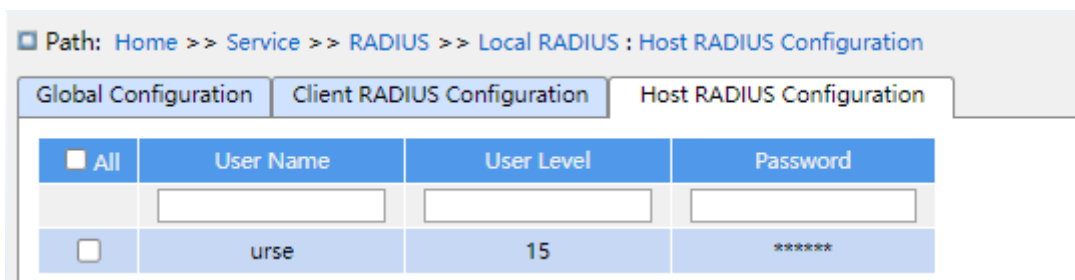 Path: Home >> Service >> RADIUS >> Local RADIUS : Host RADIUS Configuration
Global Configuration Client RADIUS Configuration Host RADIUS Configuration
All User Name User Level Password
urse 15 ******